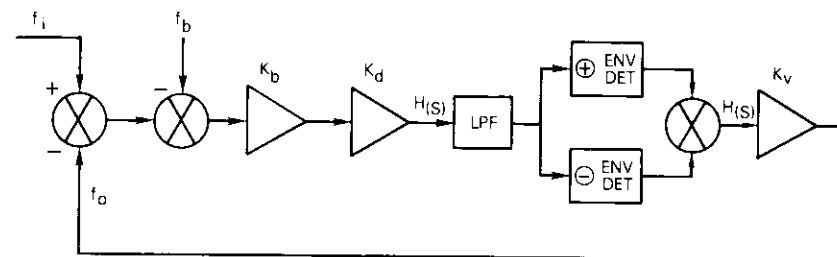 f_i
f_b
K_b
K_d
H(S)
LPF
⊕ ENV
DET
⊖ ENV
DET
H(S)
K_v
+
−
−
f_o